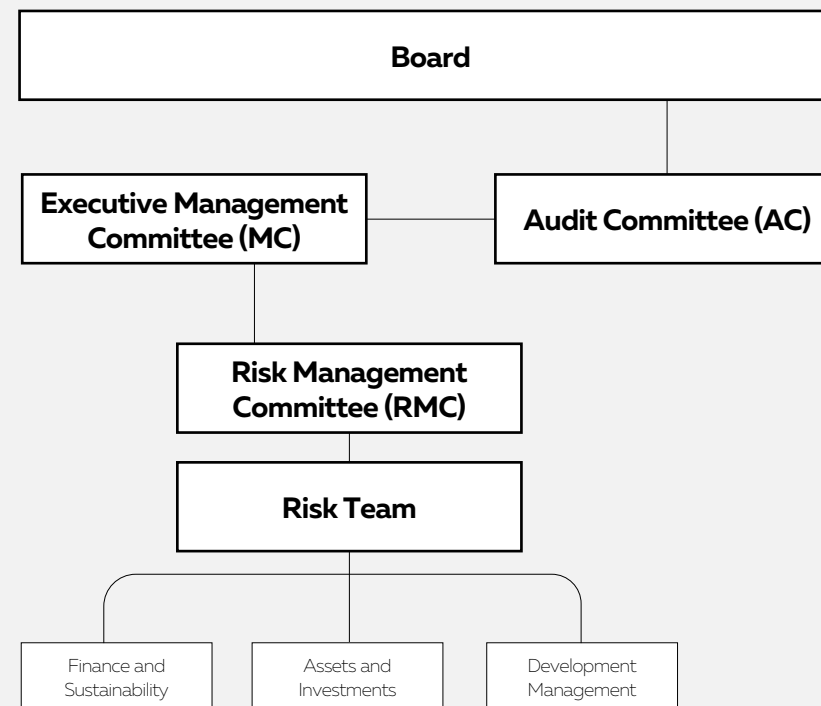 Board
Executive Management
Committee (MC)
Audit Committee (AC)
Risk Management
Committee (RMC)
Risk Team
Finance and
Sustainability
Assets and
Investments
Development
Management